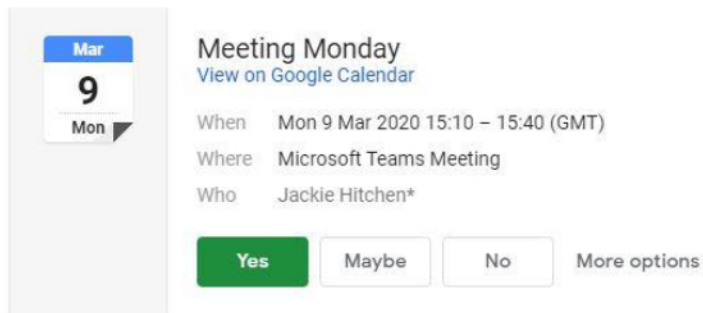 Mar
9
Mon
Meeting Monday
View on Google Calendar
When Mon 9 Mar 2020 15:10 – 15:40 (GMT)
Where Microsoft Teams Meeting
Who Jackie Hitchen*
Yes Maybe No More options